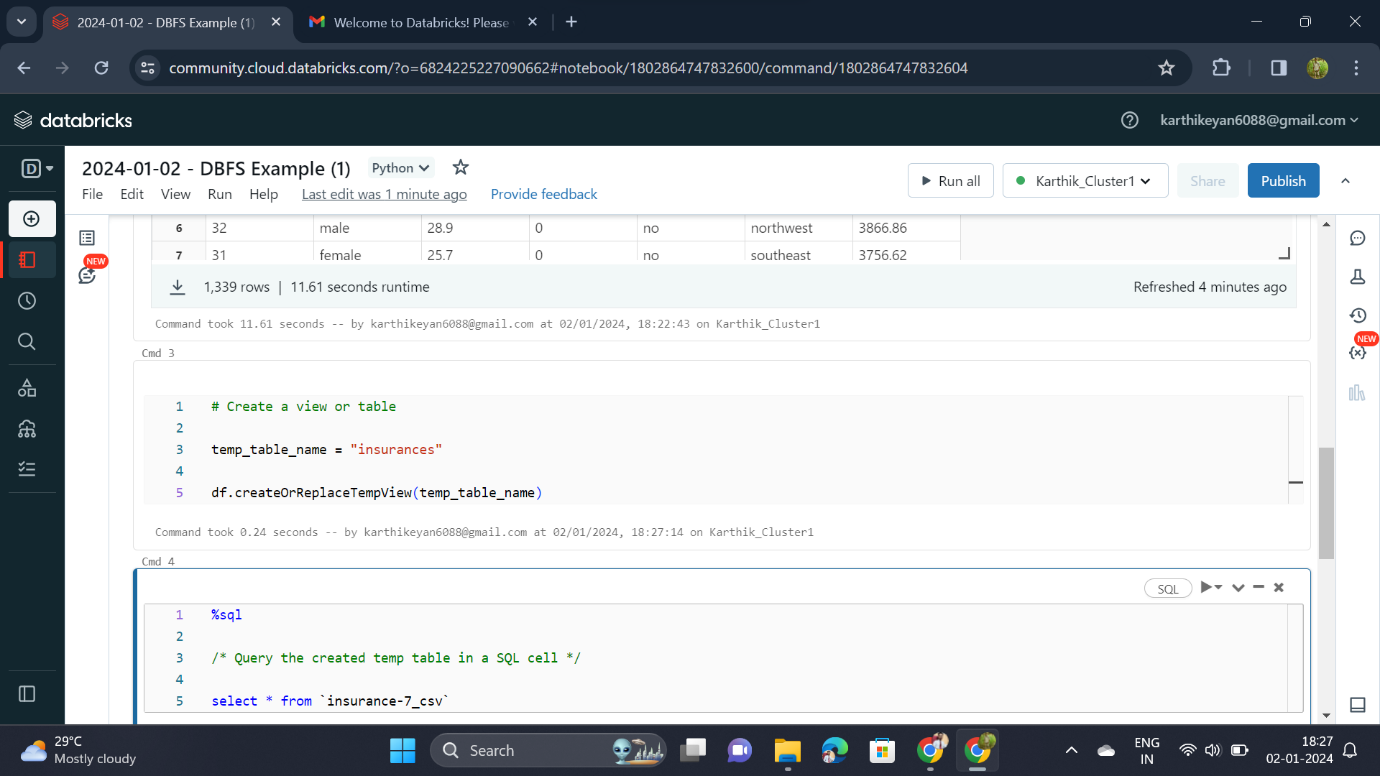 2024-01-02 - DBFS Example (1)
Welcome to Databricks! Please
community.cloud.databricks.com/?o=6824225227090662#notebook/1802864747832600/command/1802864747832604
databricks
karthikeyan6088@gmail.com
D
2024-01-02 - DBFS Example (1)
Python
File Edit View Run Help Last edit was 1 minute ago Provide feedback
Run all
Karthik_Cluster1
Share
Publish
NEW
NEW
6 32 male 28.9 0 no northwest 3866.86
7 31 female 25.7 0 no southeast 3756.62
1,339 rows | 11.61 seconds runtime
Refreshed 4 minutes ago
Command took 11.61 seconds -- by karthikeyan6088@gmail.com at 02/01/2024, 18:22:43 on Karthik_Cluster1
Cmd 3
1 # Create a view or table
2
3 temp_table_name = "insurances"
4
5 df.createOrReplaceTempView(temp_table_name)
Command took 0.24 seconds -- by karthikeyan6088@gmail.com at 02/01/2024, 18:27:14 on Karthik_Cluster1
Cmd 4
SQL
1 %sql
2
3 /* Query the created temp table in a SQL cell */
4
5 select * from `insurance-7_csv`
29°C
Mostly cloudy
Search
ENG
IN
18:27
02-01-2024